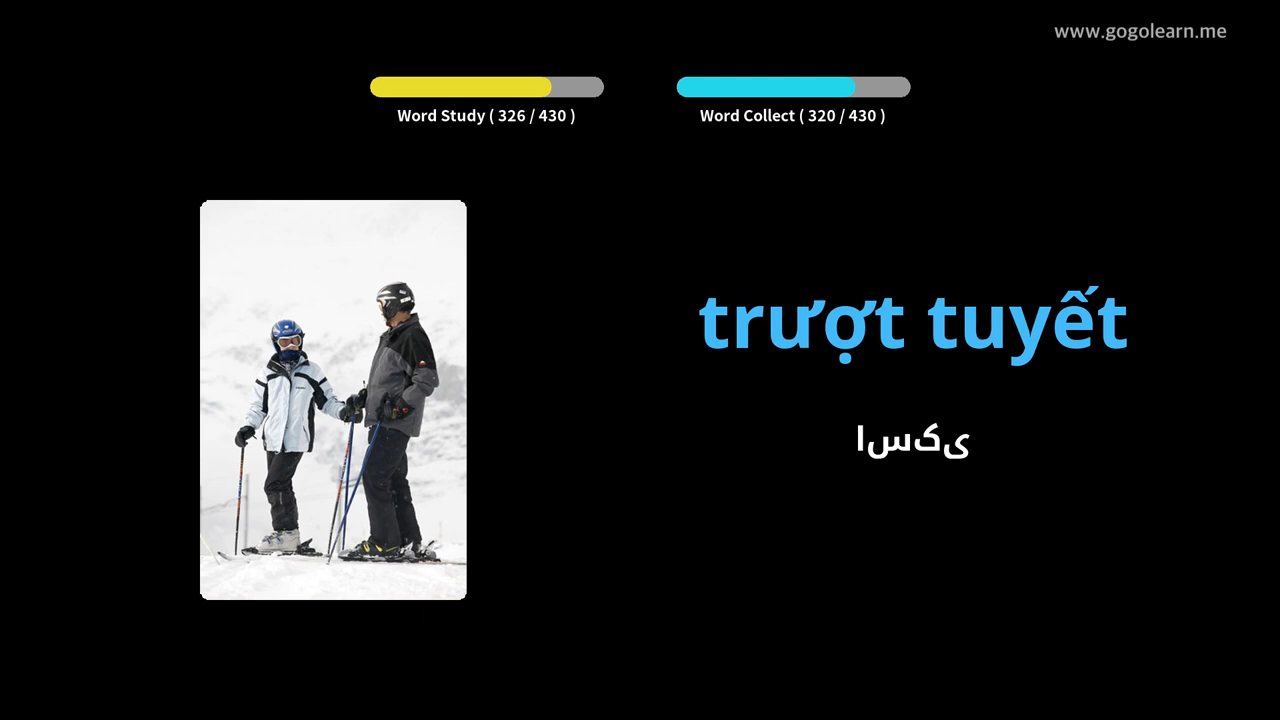 www.gogolearn.me
Word Study ( 326 / 430 )
Word Collect ( 320 / 430 )
trượt tuyết
اسکی